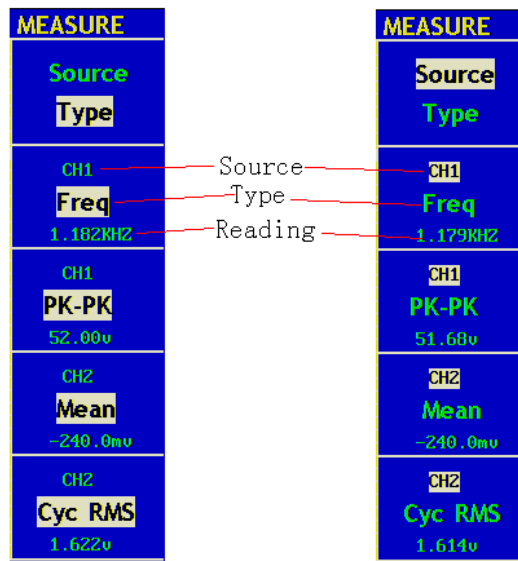 MEASURE
Source
Type
CH1
Freq
1.182KHZ
CH1
PK-PK
52.00v
CH2
Mean
-240.0mv
CH2
Cyc RMS
1.622v
Source
Type
Reading
MEASURE
Source
Type
CH1
Freq
1.179KHZ
CH1
PK-PK
51.68v
CH2
Mean
-240.0mv
CH2
Cyc RMS
1.614v